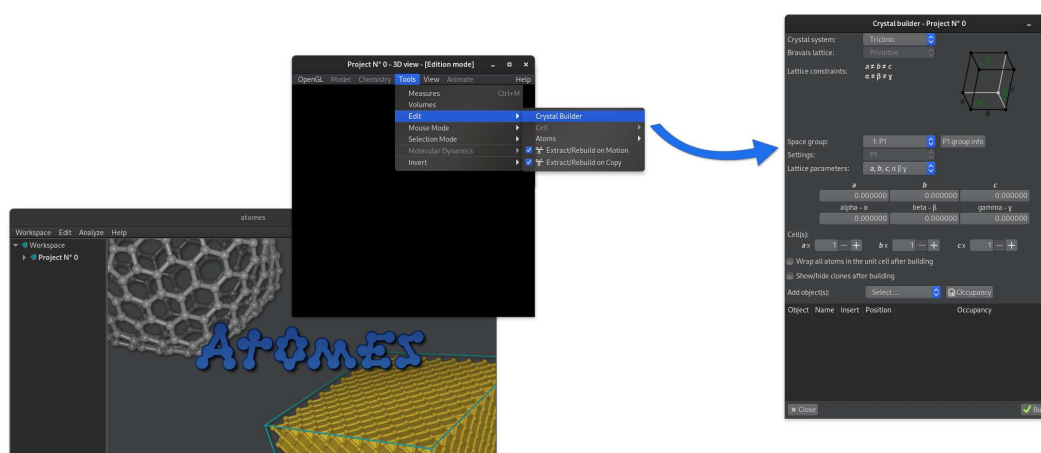 atomes
Workspace Edit Analyze Help
Workspace
Project N° 0
ATOMES
Project N° 0 - 3D view - [Edition mode]
OpenGL Model Chemistry Tools View Animate Help
Measures Ctrl+M
Volumes
Edit
Mouse Mode
Selection Mode
Molecular Dynamics
Invert
Crystal Builder
Cell
Atoms
Extract/Rebuild on Motion
Extract/Rebuild on Copy
Crystal builder - Project N° 0
Crystal system: Triclinic
Bravais lattice: Primitive
Lattice constraints: a ≠ b ≠ c
α ≠ β ≠ γ
a b c
Space group: 1: P1 P1 group info
Settings: P1
Lattice parameters: a, b, c, α β γ
a b c
0.000000 0.000000 0.000000
alpha - α beta - β gamma - γ
0.000000 0.000000 0.000000
Cell(s):
a x 1 − + b x 1 − + c x 1 − +
Wrap all atoms in the unit cell after building
Show/hide clones after building
Add object(s): Select ... Occupancy
Object Name Insert Position Occupancy
× Close Bu